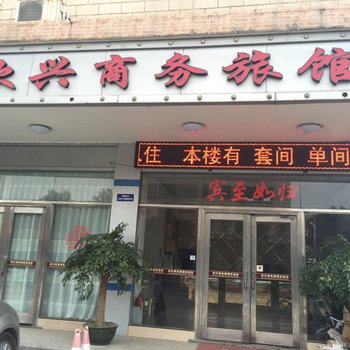 兴商务旅馆
住 本楼有 套间 单间
宾至如归